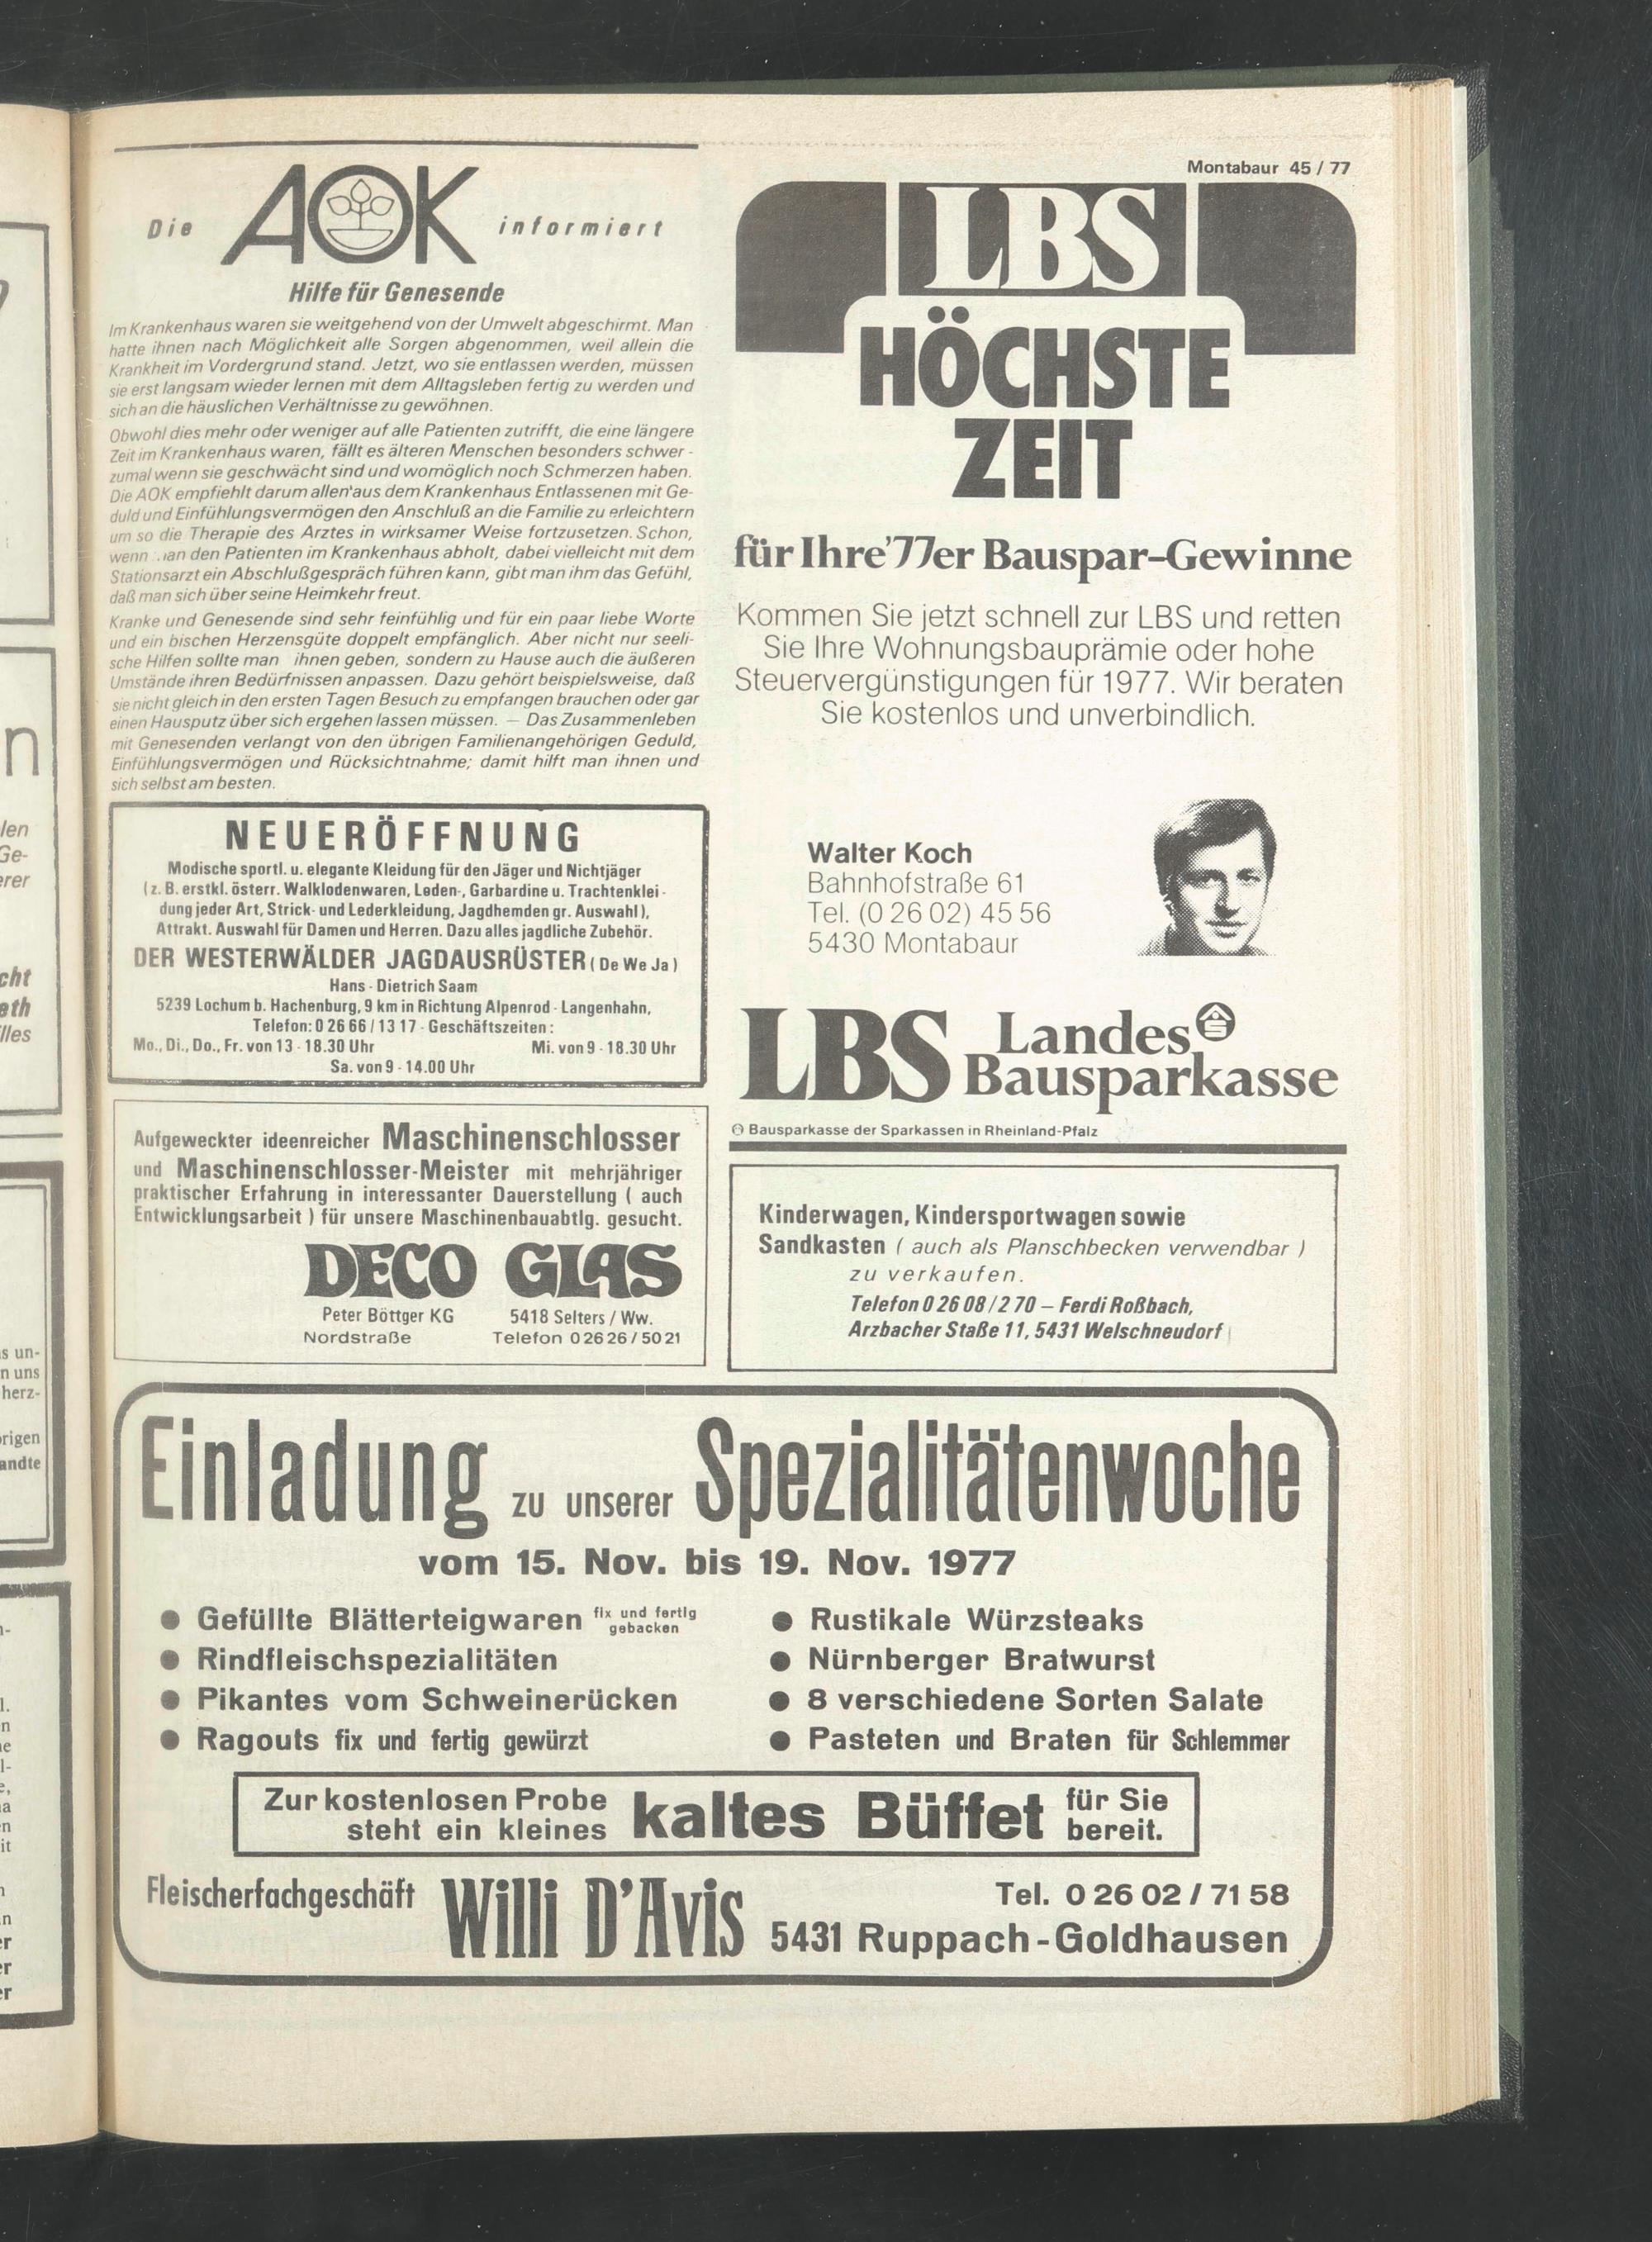 Montabaur 45 / 77
Die AOK informiert
Hilfe für Genesende
Im Krankenhaus waren sie weitgehend von der Umwelt abgeschirmt. Man
hatte ihnen nach Möglichkeit alle Sorgen abgenommen, weil allein die
Krankheit im Vordergrund stand. Jetzt, wo sie entlassen werden, müssen
sie erst langsam wieder lernen mit dem Alltagsleben fertig zu werden und
sich an die häuslichen Verhältnisse zu gewöhnen.
Obwohl dies mehr oder weniger auf alle Patienten zutrifft, die eine längere
Zeit im Krankenhaus waren, fällt es älteren Menschen besonders schwer -
zumal wenn sie geschwächt sind und womöglich noch Schmerzen haben.
Die AOK empfiehlt darum allen aus dem Krankenhaus Entlassenen mit Ge-
duld und Einfühlungsvermögen den Anschluß an die Familie zu erleichtern
um so die Therapie des Arztes in wirksamer Weise fortzusetzen. Schon,
wenn den Patienten im Krankenhaus abholt, dabei vielleicht mit dem
Stationsarzt ein Abschlußgespräch führen kann, gibt man ihm das Gefühl,
daß man sich über seine Heimkehr freut.
Kranke und Genesende sind sehr feinfühlig und für ein paar liebe Worte
und ein bischen Herzensgüte doppelt empfänglich. Aber nicht nur seeli-
sche Hilfen sollte man ihnen geben, sondern zu Hause auch die äußeren
Umstände ihren Bedürfnissen anpassen. Dazu gehört beispielsweise, daß
sie nicht gleich in den ersten Tagen Besuch zu empfangen brauchen oder gar
einen Hausputz über sich ergehen lassen müssen. — Das Zusammenleben
mit Genesenden verlangt von den übrigen Familienangehörigen Geduld,
Einfühlungsvermögen und Rücksichtnahme; damit hilft man ihnen und
sich selbst am besten.
NEUERÖFFNUNG
Modische sportl. u. elegante Kleidung für den Jäger und Nichtjäger
(z. B. erstkl. österr. Walklodenwaren, Loden-, Garbardine u. Trachtenklei-
dung jeder Art, Strick- und Lederkleidung, Jagdhemden gr. Auswahl),
Attrakt. Auswahl für Damen und Herren. Dazu alles jagdliche Zubehör.
DER WESTERWÄLDER JAGDAUSRÜSTER ( De We Ja )
Hans - Dietrich Saam
5239 Lochum b. Hachenburg, 9 km in Richtung Alpenrod - Langenhahn,
Telefon: 0 26 66 / 13 17 - Geschäftszeiten:
Mo., Di., Do., Fr. von 13 - 18.30 Uhr Mi. von 9 - 18.30 Uhr
Sa. von 9 - 14.00 Uhr
Aufgeweckter ideenreicher Maschinenschlosser
und Maschinenschlosser-Meister mit mehrjähriger
praktischer Erfahrung in interessanter Dauerstellung ( auch
Entwicklungsarbeit ) für unsere Maschinenbauabtlg. gesucht.
DECO GLAS
Peter Böttger KG 5418 Selters / Ww.
Nordstraße Telefon 0 26 26 / 50 21
LBS
HÖCHSTE
ZEIT
für Ihre '77er Bauspar-Gewinne
Kommen Sie jetzt schnell zur LBS und retten
Sie Ihre Wohnungsbauprämie oder hohe
Steuervergünstigungen für 1977. Wir beraten
Sie kostenlos und unverbindlich.
Walter Koch
Bahnhofstraße 61
Tel. (0 26 02) 45 56
5430 Montabaur
LBS Landes
Bausparkasse
Bausparkasse der Sparkassen in Rheinland-Pfalz
Kinderwagen, Kindersportwagen sowie
Sandkasten ( auch als Planschbecken verwendbar )
zu verkaufen.
Telefon 0 26 08 / 2 70 – Ferdi Roßbach,
Arzbacher Staße 11, 5431 Welschneudorf
Einladung zu unserer Spezialitätenwoche
vom 15. Nov. bis 19. Nov. 1977
● Gefüllte Blätterteigwaren fix und fertig
gebacken
● Rindfleischspezialitäten
● Pikantes vom Schweinerücken
● Ragouts fix und fertig gewürzt
● Rustikale Würzsteaks
● Nürnberger Bratwurst
● 8 verschiedene Sorten Salate
● Pasteten und Braten für Schlemmer
Zur kostenlosen Probe
steht ein kleines kaltes Büffet für Sie
bereit.
Fleischerfachgeschäft Willi D'Avis
Tel. 0 26 02 / 71 58
5431 Ruppach-Goldhausen